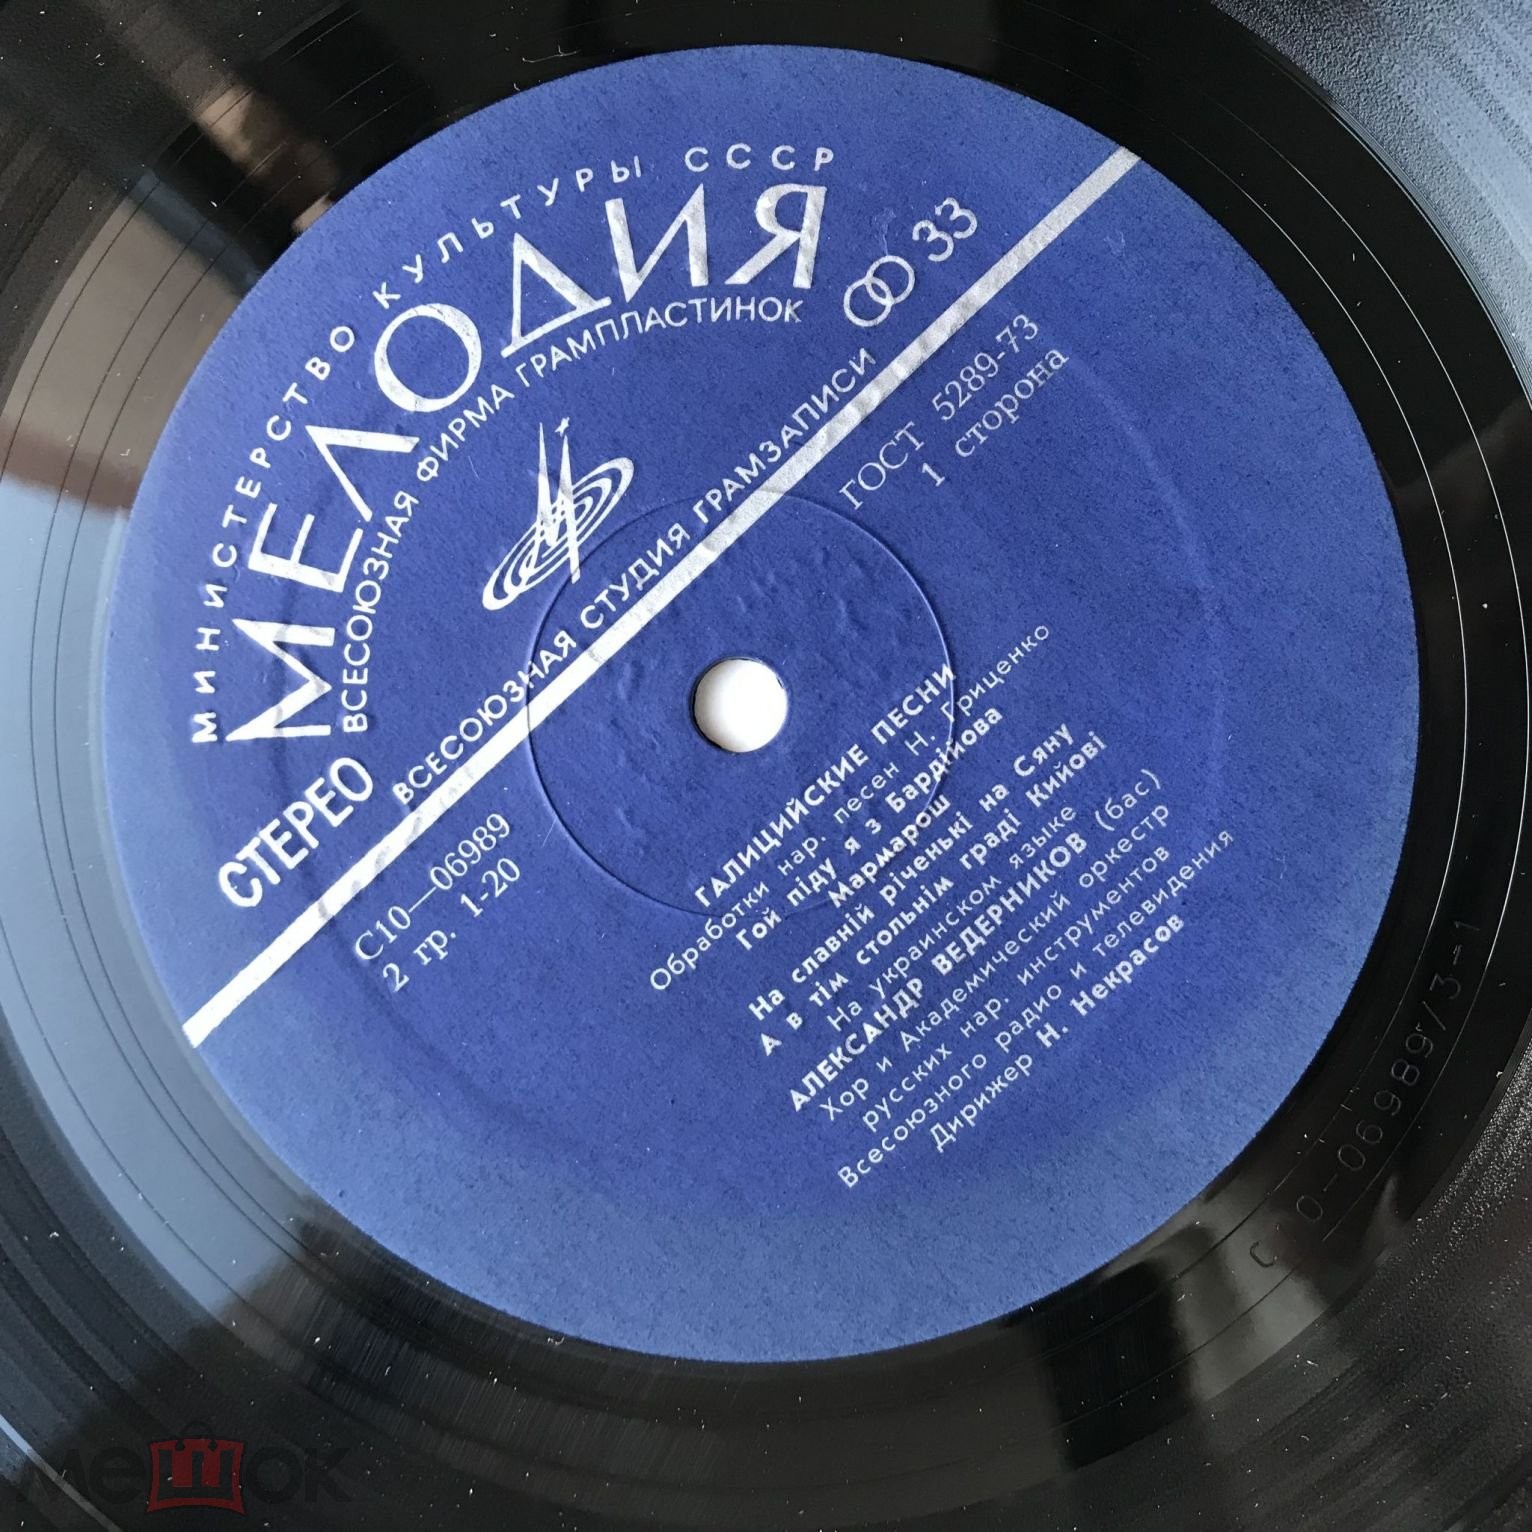 МИНИСТЕРСТВО КУЛЬТУРЫ СССР
МЕЛОДИЯ
ВСЕСОЮЗНАЯ ФИРМА ГРАМПЛАСТИНОК
33
СТЕРЕО
ВСЕСОЮЗНАЯ СТУДИЯ ГРАМЗАПИСИ
ГОСТ 5289-73
1 сторона
С10—06989
2 гр. 1-20
ГАЛИЦИЙСКИЕ ПЕСНИ
Обработки нар. песен Н. Гриценко
Гой піду я з Бардійова
Мармарош
На славній річенькі на Сяну
А в тім стольнім граді Кийові
На украинском языке
АЛЕКСАНДР ВЕДЕРНИКОВ (бас)
Хор и Академический оркестр
русских нар. инструментов
Всесоюзного радио и телевидения
Дирижер Н. Некрасов
С 0-06989/3-1
мешок